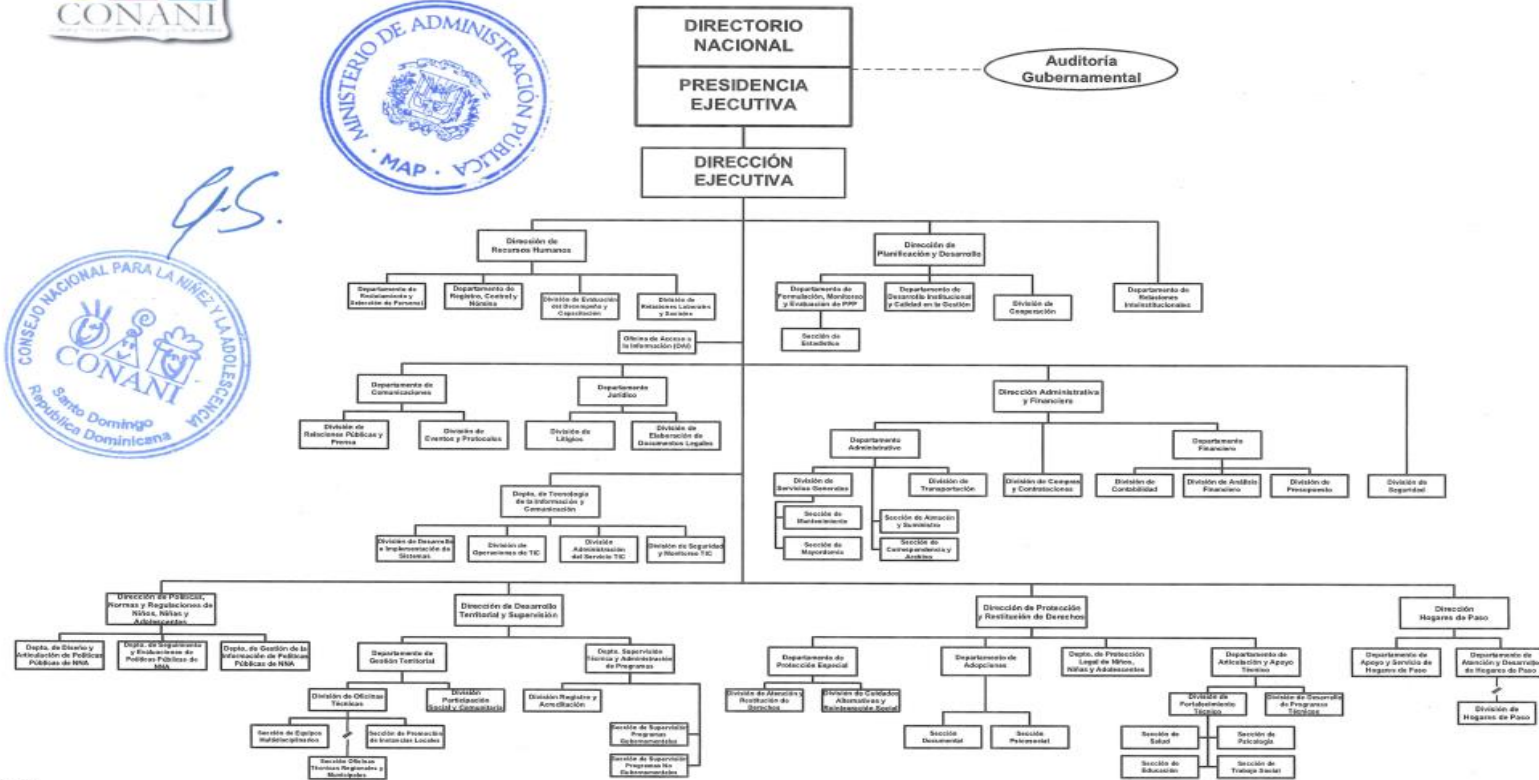 CONANI
MINISTERIO DE ADMINISTRACIÓN PÚBLICA
· MAP ·
DIRECTORIO
NACIONAL
PRESIDENCIA
EJECUTIVA
Auditoría
Gubernamental
DIRECCIÓN
EJECUTIVA
G.S.
CONSEJO NACIONAL PARA LA NIÑEZ Y LA ADOLESCENCIA
CONANI
Santo Domingo
República Dominicana
Dirección de
Recursos Humanos
Dirección de
Planificación y Desarrollo
Departamento de
Reclutamiento y
Selección de Personal
Departamento de
Registro, Control y
Nómina
División de Evaluación
del Desempeño y
Capacitación
División de
Relaciones Laborales
y Sociales
Departamento de
Formulación, Monitoreo
y Evaluación de PPP
Departamento de
Desarrollo Institucional
y Calidad en la Gestión
División de
Cooperación
Departamento de
Relaciones
Sección de
Estadística
Oficina de Acceso a
la Información (OAI)
Departamento de
Comunicaciones
Departamento
Jurídico
Dirección Administrativa
y Financiera
División de
Relaciones Públicas y
Prensa
División de
Eventos y Protocolos
División de
Litigios
División de
Elaboración de
Documentos Legales
Departamento
Administrativo
Departamento
Financiero
División de
Servicios Generales
División de
Transportación
División de Compras
y Contrataciones
División de
Contabilidad
División de Análisis
Financiero
División de
Presupuesto
División de
Seguridad
Sección de
Mantenimiento
Sección de Almacén
y Suministro
Sección de
Mayordomía
Sección de
Correspondencia y
Archivo
Depto. de Tecnología
de la Información y
Comunicación
División de Desarrollo
e Implementación de
Sistemas
División de
Operaciones de TIC
División
Administración
del Servicio TIC
División de Seguridad
y Monitoreo TIC
Dirección de Políticas,
Normas y Regulaciones de
Niños, Niñas y
Adolescentes
Dirección de Desarrollo
Territorial y Supervisión
Dirección de Protección
y Restitución de Derechos
Dirección
Hogares de Paso
Depto. de Diseño y
Articulación de Políticas
Públicas de NNA
Depto. de Seguimiento
y Evaluaciones de
Políticas Públicas de
NNA
Depto. de Gestión de la
Información de Políticas
Públicas de NNA
Departamento de
Gestión Territorial
Depto. Supervisión
Técnica y Administración
de Programas
Departamento de
Protección Especial
Departamento de
Adopciones
Depto. de Protección
Legal de Niños,
Niñas y Adolescentes
Departamento de
Articulación y Apoyo
Técnico
Departamento de
Apoyo y Servicio de
Hogares de Paso
Departamento de
Atención y Desarrollo
de Hogares de Paso
División de Oficinas
Técnicas
División
Participación
Social y Comunitaria
División Registro y
Acreditación
División de Atención y
Restitución de
Derechos
División de Cuidados
Alternativos y
Reintegración Social
División de
Fortalecimiento
Técnico
División de Desarrollo
de Programas
Técnicos
División de
Hogares de Paso
Sección de Equipos
Multidisciplinarios
Sección de Promoción
de Instancias Locales
Sección Oficinas
Técnicas Regionales y
Municipales
Sección de Supervisión
Programas
Gubernamentales
Sección de Supervisión
Programas No
Gubernamentales
Sección
Documental
Sección
Psicosocial
Sección de
Salud
Sección de
Psicología
Sección de
Educación
Sección de
Trabajo Social